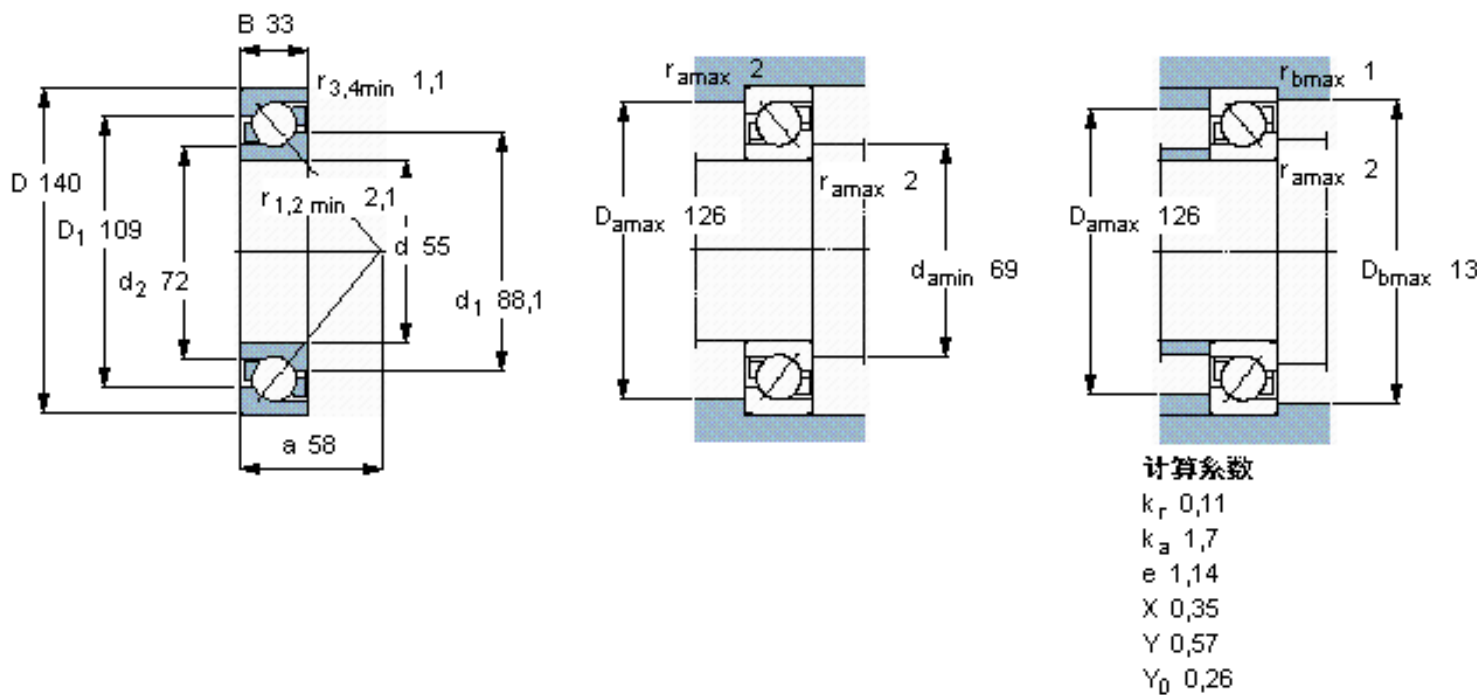 B 33
r3,4min 1,1
D 140
D1 109
d2 72
r1,2 min 2,1
d 55
d1 88,1
a 58
ramax 2
ramax 2
Damax 126
damin 69
rbmax 1
ramax 2
Damax 126
Dbmax 13
计算系数
kr 0,11
ka 1,7
e 1,14
X 0,35
Y 0,57
Y0 0,26